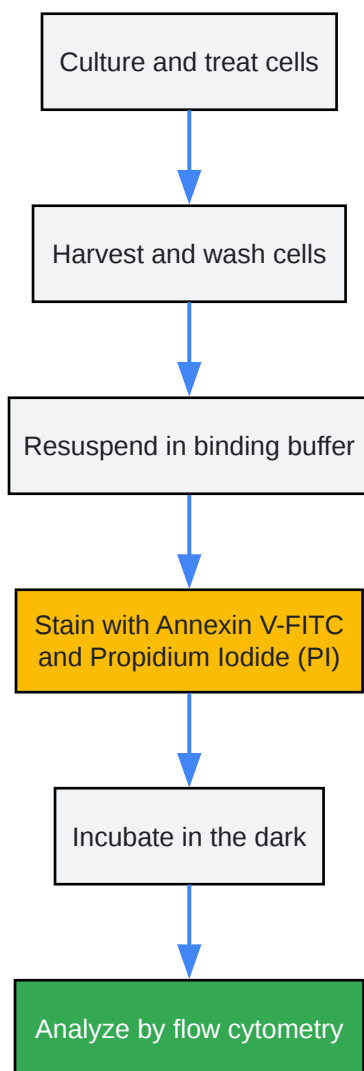 Culture and treat cells
Harvest and wash cells
Resuspend in binding buffer
Stain with Annexin V-FITC
and Propidium Iodide (PI)
Incubate in the dark
Analyze by flow cytometry